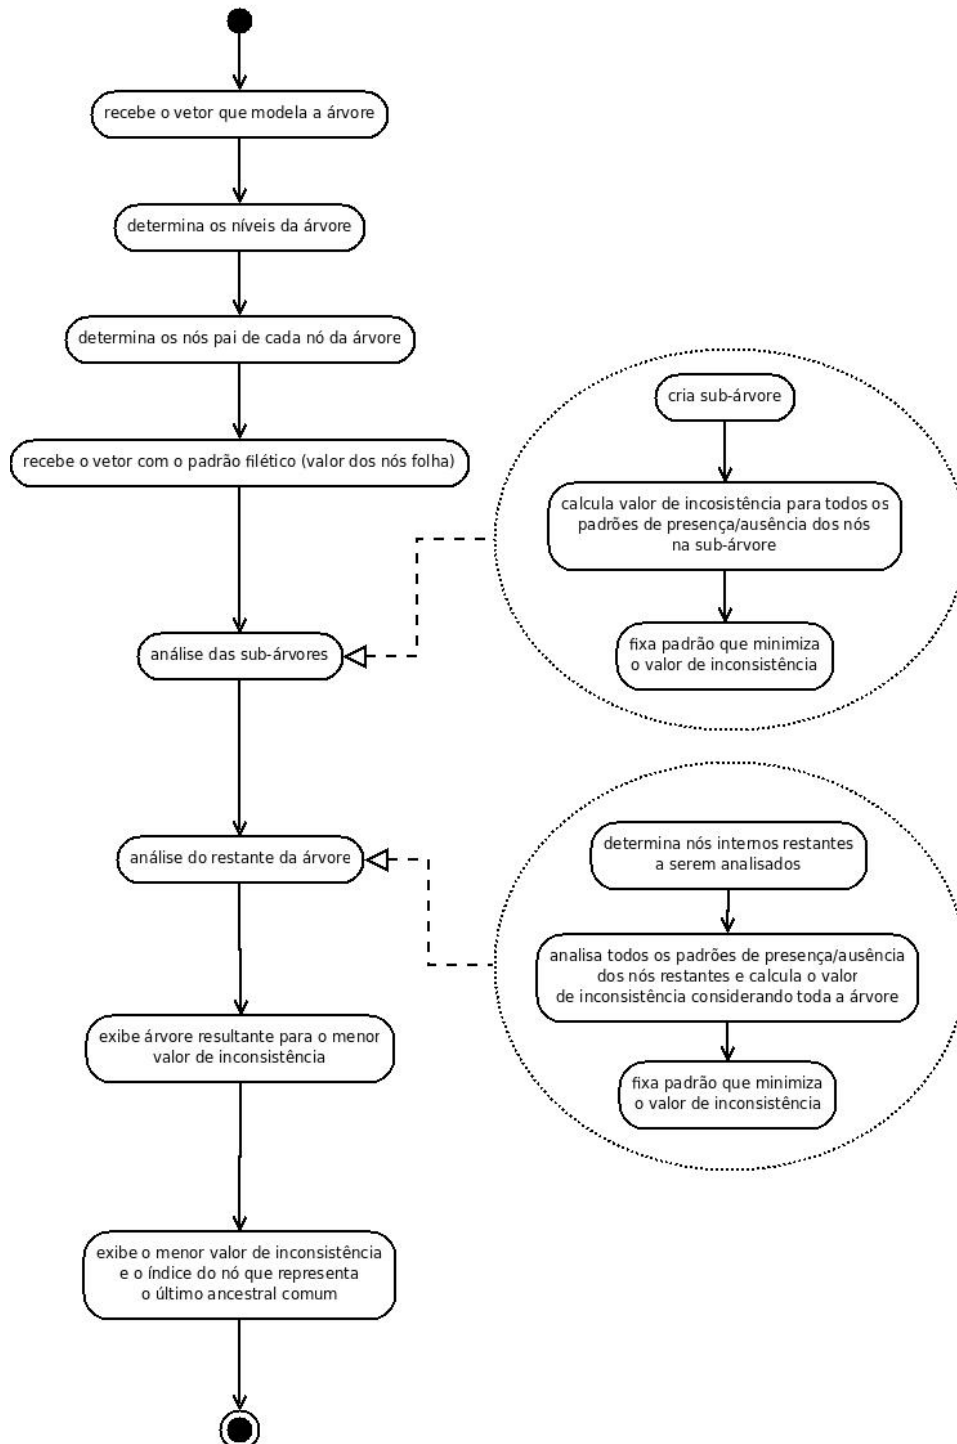 recebe o vetor que modela a árvore
determina os níveis da árvore
determina os nós pai de cada nó da árvore
recebe o vetor com o padrão filético (valor dos nós folha)
análise das sub-árvores
análise do restante da árvore
exibe árvore resultante para o menor
valor de inconsistência
exibe o menor valor de inconsistência
e o índice do nó que representa
o último ancestral comum
cria sub-árvore
calcula valor de incosistência para todos os
padrões de presença/ausência dos nós
na sub-árvore
fixa padrão que minimiza
o valor de inconsistência
determina nós internos restantes
a serem analisados
analisa todos os padrões de presença/ausência
dos nós restantes e calcula o valor
de inconsistência considerando toda a árvore
fixa padrão que minimiza
o valor de inconsistência